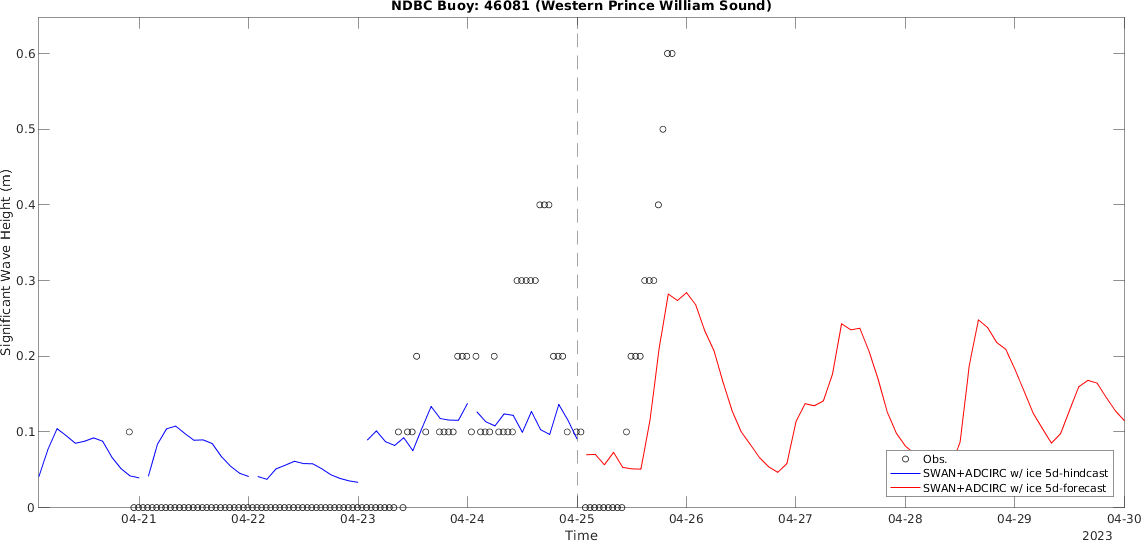 NDBC Buoy: 46081 (Western Prince William Sound)
Significant Wave Height (m)
0.6
0.5
0.4
0.3
0.2
0.1
0
Obs.
SWAN+ADCIRC w/ ice 5d-hindcast
SWAN+ADCIRC w/ ice 5d-forecast
04-21 04-22 04-23 04-24 04-25 04-26 04-27 04-28 04-29 04-30
Time
2023